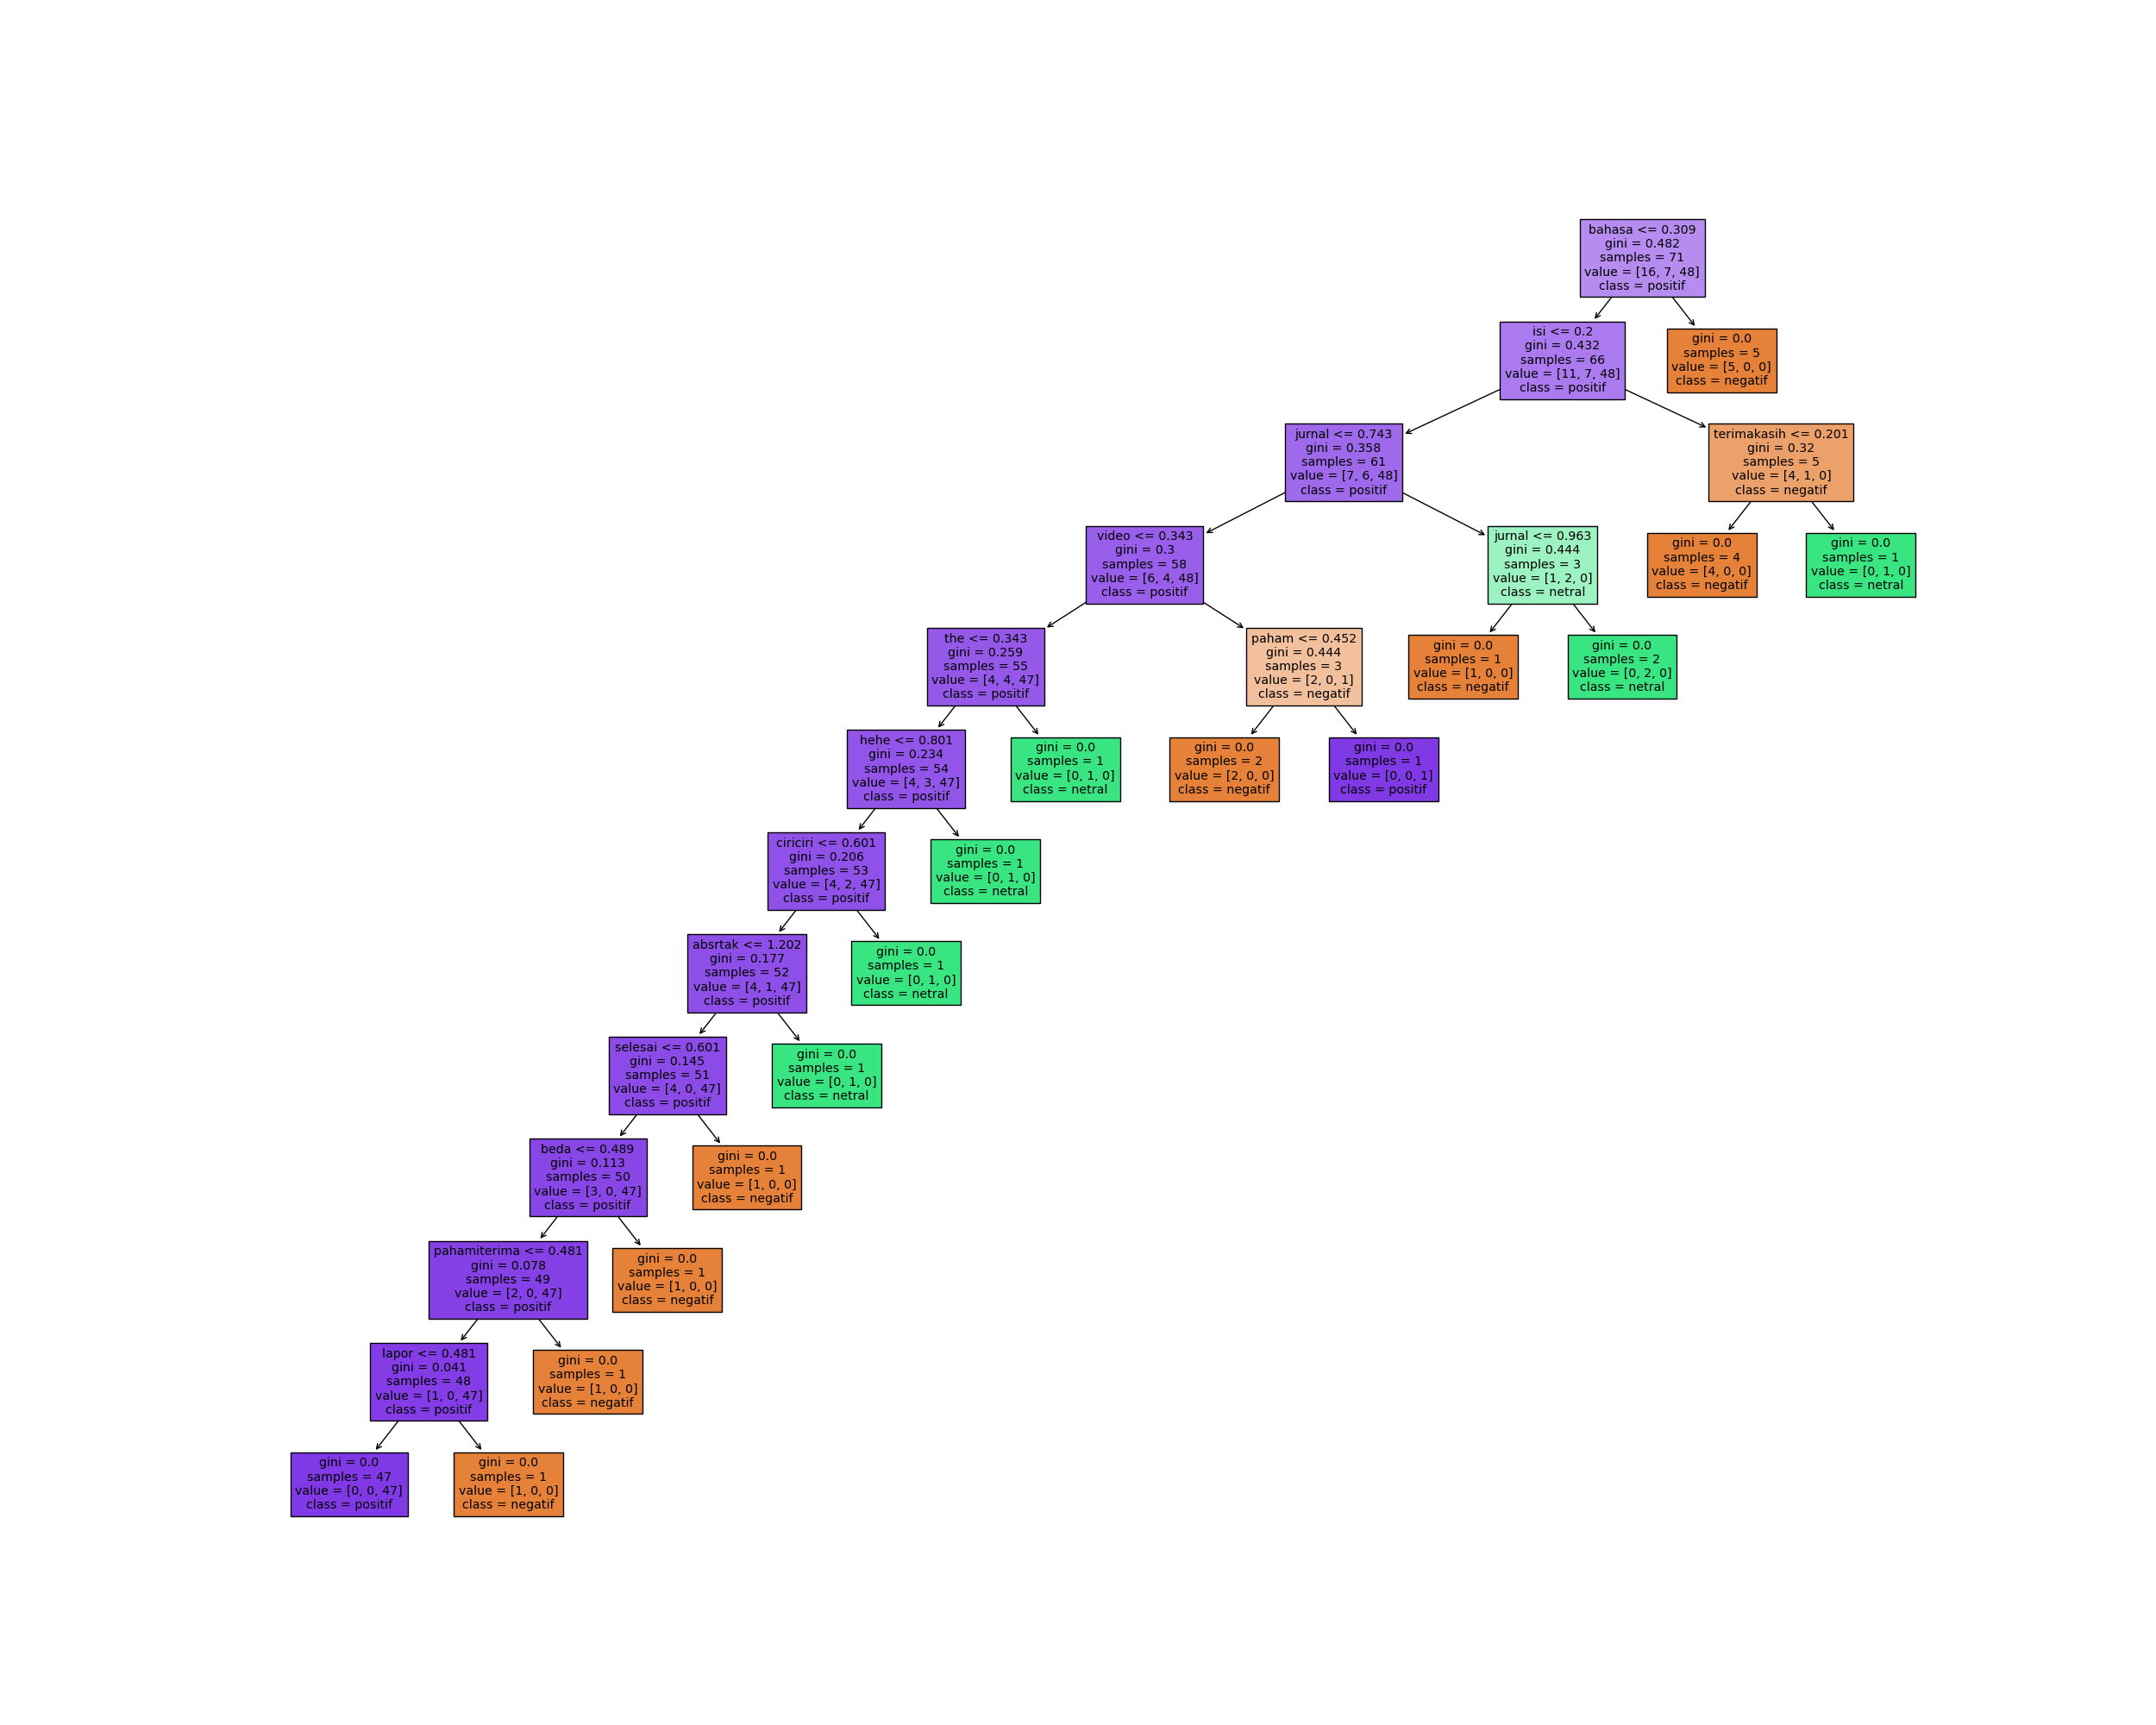 bahasa <= 0.309
gini = 0.482
samples = 71
value = [16, 7, 48]
class = positif
isi <= 0.2
gini = 0.432
samples = 66
value = [11, 7, 48]
class = positif
gini = 0.0
samples = 5
value = [5, 0, 0]
class = negatif
jurnal <= 0.743
gini = 0.358
samples = 61
value = [7, 6, 48]
class = positif
terimakasih <= 0.201
gini = 0.32
samples = 5
value = [4, 1, 0]
class = negatif
video <= 0.343
gini = 0.3
samples = 58
value = [6, 4, 48]
class = positif
jurnal <= 0.963
gini = 0.444
samples = 3
value = [1, 2, 0]
class = netral
gini = 0.0
samples = 4
value = [4, 0, 0]
class = negatif
gini = 0.0
samples = 1
value = [0, 1, 0]
class = netral
the <= 0.343
gini = 0.259
samples = 55
value = [4, 4, 47]
class = positif
paham <= 0.452
gini = 0.444
samples = 3
value = [2, 0, 1]
class = negatif
gini = 0.0
samples = 1
value = [1, 0, 0]
class = negatif
gini = 0.0
samples = 2
value = [0, 2, 0]
class = netral
hehe <= 0.801
gini = 0.234
samples = 54
value = [4, 3, 47]
class = positif
gini = 0.0
samples = 1
value = [0, 1, 0]
class = netral
gini = 0.0
samples = 2
value = [2, 0, 0]
class = negatif
gini = 0.0
samples = 1
value = [0, 0, 1]
class = positif
ciriciri <= 0.601
gini = 0.206
samples = 53
value = [4, 2, 47]
class = positif
gini = 0.0
samples = 1
value = [0, 1, 0]
class = netral
absrtak <= 1.202
gini = 0.177
samples = 52
value = [4, 1, 47]
class = positif
gini = 0.0
samples = 1
value = [0, 1, 0]
class = netral
selesai <= 0.601
gini = 0.145
samples = 51
value = [4, 0, 47]
class = positif
gini = 0.0
samples = 1
value = [0, 1, 0]
class = netral
beda <= 0.489
gini = 0.113
samples = 50
value = [3, 0, 47]
class = positif
gini = 0.0
samples = 1
value = [1, 0, 0]
class = negatif
pahamiterima <= 0.481
gini = 0.078
samples = 49
value = [2, 0, 47]
class = positif
gini = 0.0
samples = 1
value = [1, 0, 0]
class = negatif
lapor <= 0.481
gini = 0.041
samples = 48
value = [1, 0, 47]
class = positif
gini = 0.0
samples = 1
value = [1, 0, 0]
class = negatif
gini = 0.0
samples = 47
value = [0, 0, 47]
class = positif
gini = 0.0
samples = 1
value = [1, 0, 0]
class = negatif